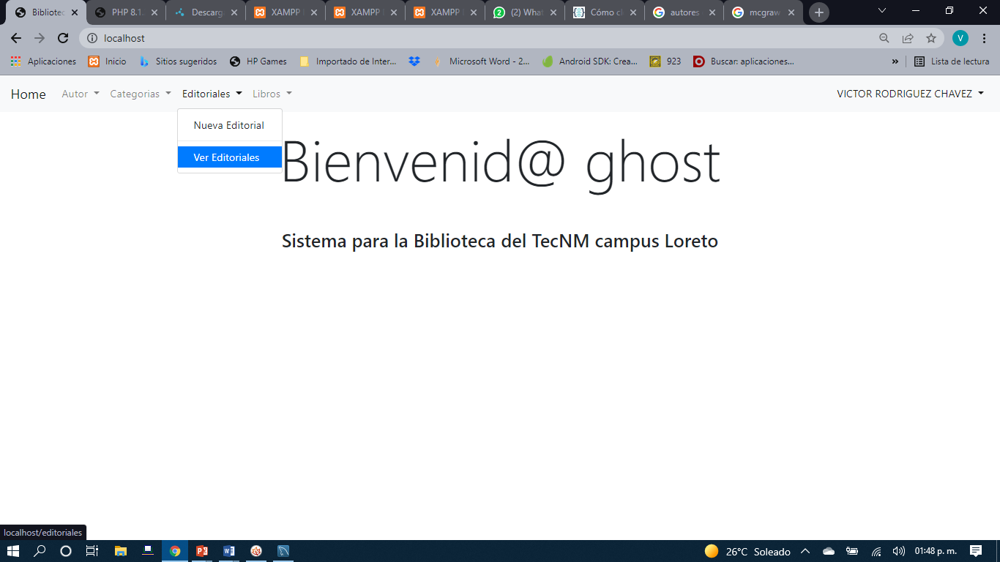 Bibliotec PHP 8.1. Descarg XAMPP XAMPP XAMPP (2) What Cómo cl autores mcgraw
localhost V
Aplicaciones Inicio Sitios sugeridos HP Games Importado de Inter... Microsoft Word - 2... Android SDK: Crea... 923 Buscar: aplicaciones... » Lista de lectura
Home Autor Categorias Editoriales Libros VICTOR RODRIGUEZ CHAVEZ
Nueva Editorial
Ver Editoriales
Bienvenid@ ghost
Sistema para la Biblioteca del TecNM campus Loreto
localhost/editoriales
26°C Soleado 01:48 p. m.